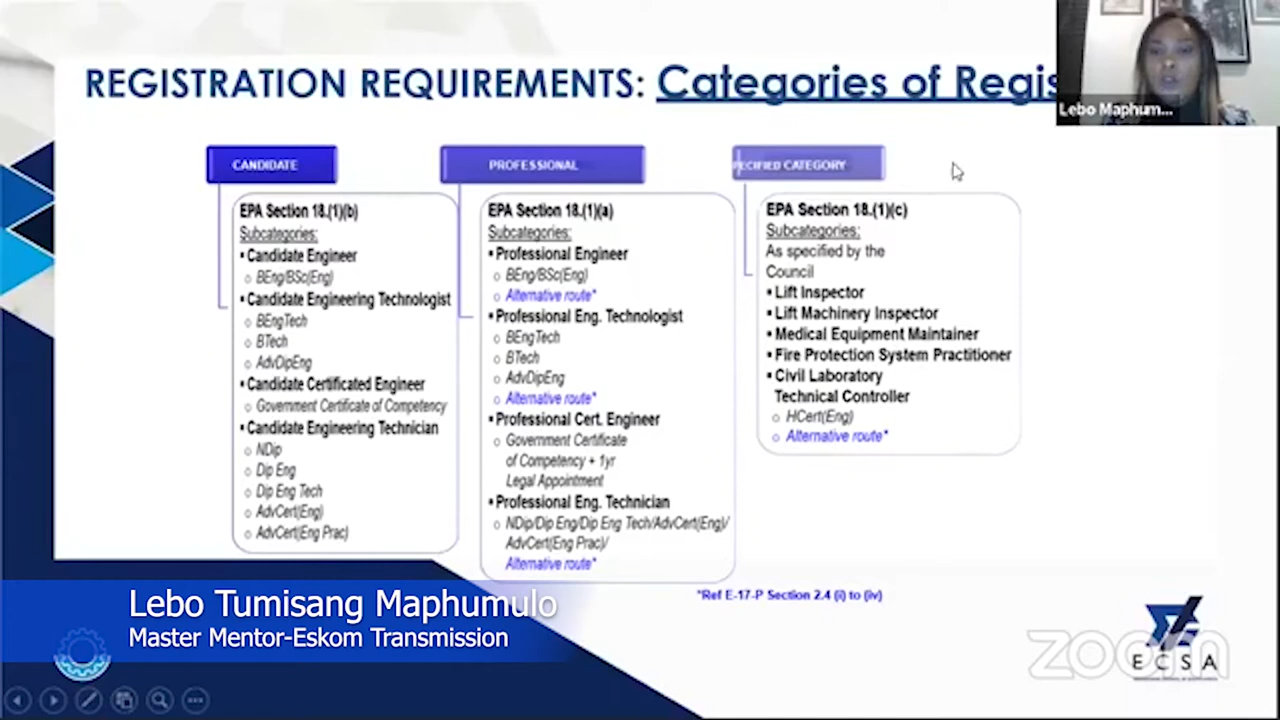 REGISTRATION REQUIREMENTS: Categories of Regis
Lebo Maphum...
CANDIDATE
EPA Section 18.(1)(b)
Subcategories:
▪ Candidate Engineer
o BEng/BSc(Eng)
▪ Candidate Engineering Technologist
o BEngTech
o BTech
o AdvDipEng
▪ Candidate Certificated Engineer
o Government Certificate of Competency
▪ Candidate Engineering Technician
o NDip
o Dip Eng
o Dip Eng Tech
o AdvCert(Eng)
o AdvCert(Eng Prac)
PROFESSIONAL
EPA Section 18.(1)(a)
Subcategories:
▪ Professional Engineer
o BEng/BSc(Eng)
o Alternative route*
▪ Professional Eng. Technologist
o BEngTech
o BTech
o AdvDipEng
o Alternative route*
▪ Professional Cert. Engineer
o Government Certificate
of Competency + 1yr
Legal Appointment
▪ Professional Eng. Technician
o NDip/Dip Eng/Dip Eng Tech/AdvCert(Eng)/
AdvCert(Eng Prac)/
Alternative route*
PECIFIED CATEGORY
EPA Section 18.(1)(c)
Subcategories:
As specified by the
Council
▪ Lift Inspector
▪ Lift Machinery Inspector
▪ Medical Equipment Maintainer
▪ Fire Protection System Practitioner
▪ Civil Laboratory
Technical Controller
o HCert(Eng)
o Alternative route*
*Ref E-17-P Section 2.4 (i) to (iv)
Lebo Tumisang Maphumulo
Master Mentor-Eskom Transmission
zoom
ECSA